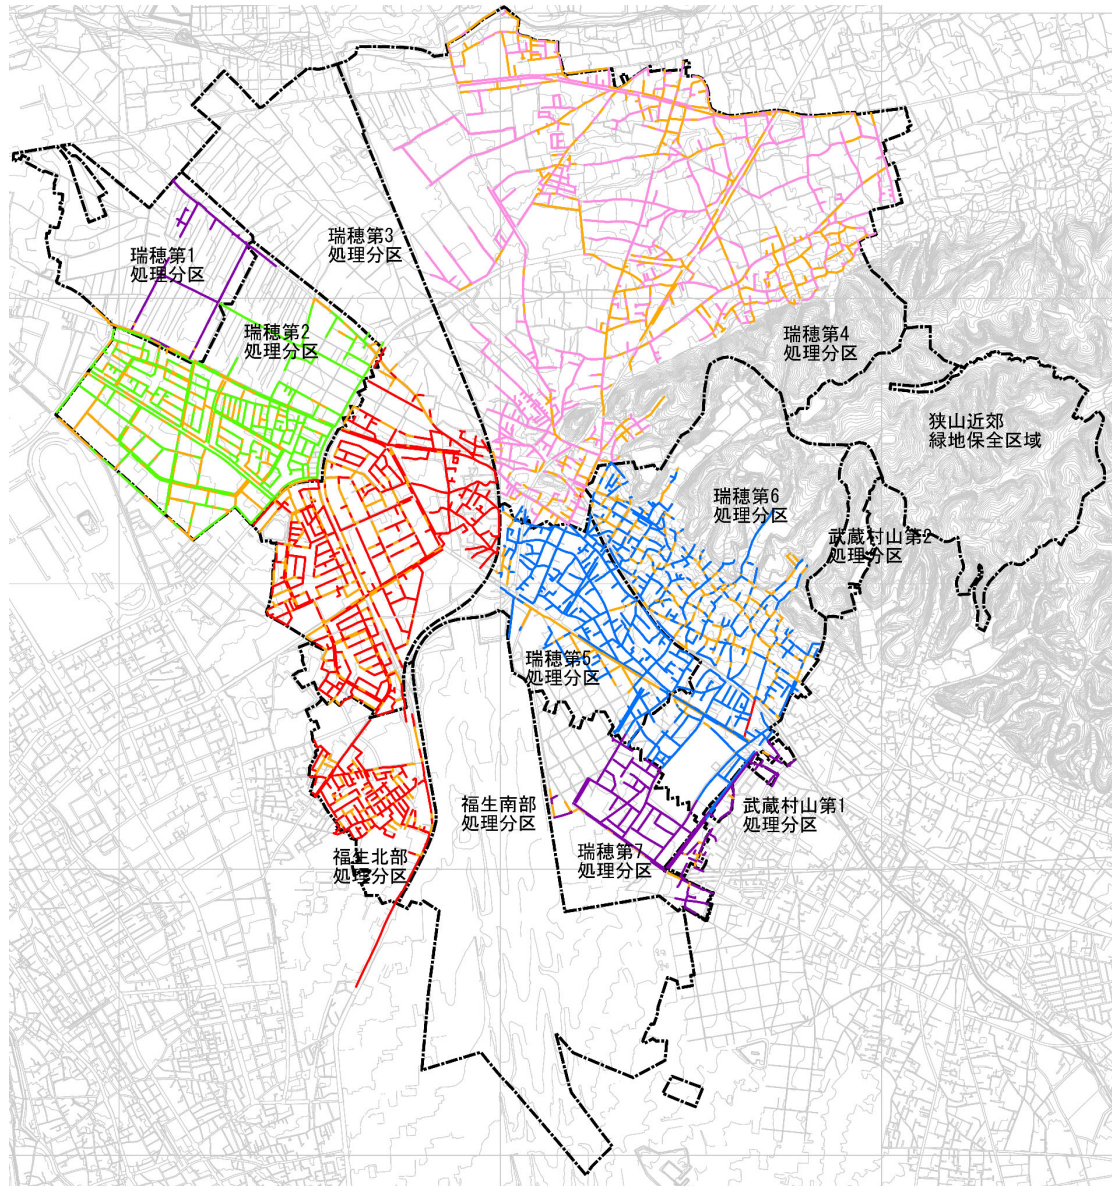 瑞穂第3
処理分区
瑞穂第1
処理分区
瑞穂第2
処理分区
瑞穂第4
処理分区
狭山近郊
緑地保全区域
瑞穂第6
処理分区
武蔵村山第2
処理分区
瑞穂第5
処理分区
福生南部
処理分区
武蔵村山第1
処理分区
瑞穂第7
処理分区
福生北部
処理分区